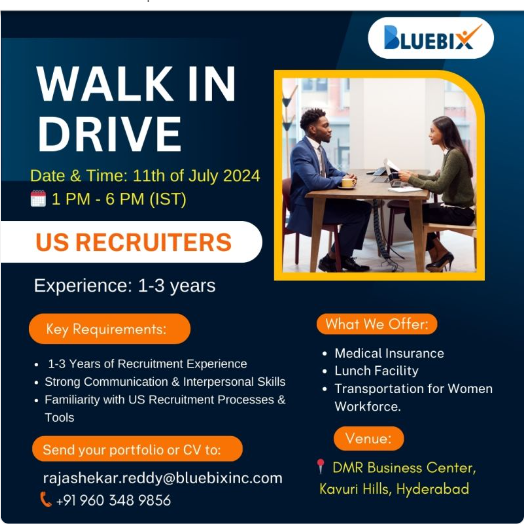 BLUEBIX
WALK IN
DRIVE
Date & Time: 11th of July 2024
1 PM - 6 PM (IST)
US RECRUITERS
Experience: 1-3 years
Key Requirements:
• 1-3 Years of Recruitment Experience
• Strong Communication & Interpersonal Skills
• Familiarity with US Recruitment Processes &
Tools
Send your portfolio or CV to:
rajashekar.reddy@bluebixinc.com
+91 960 348 9856
What We Offer:
• Medical Insurance
• Lunch Facility
• Transportation for Women
Workforce.
Venue:
DMR Business Center,
Kavuri Hills, Hyderabad